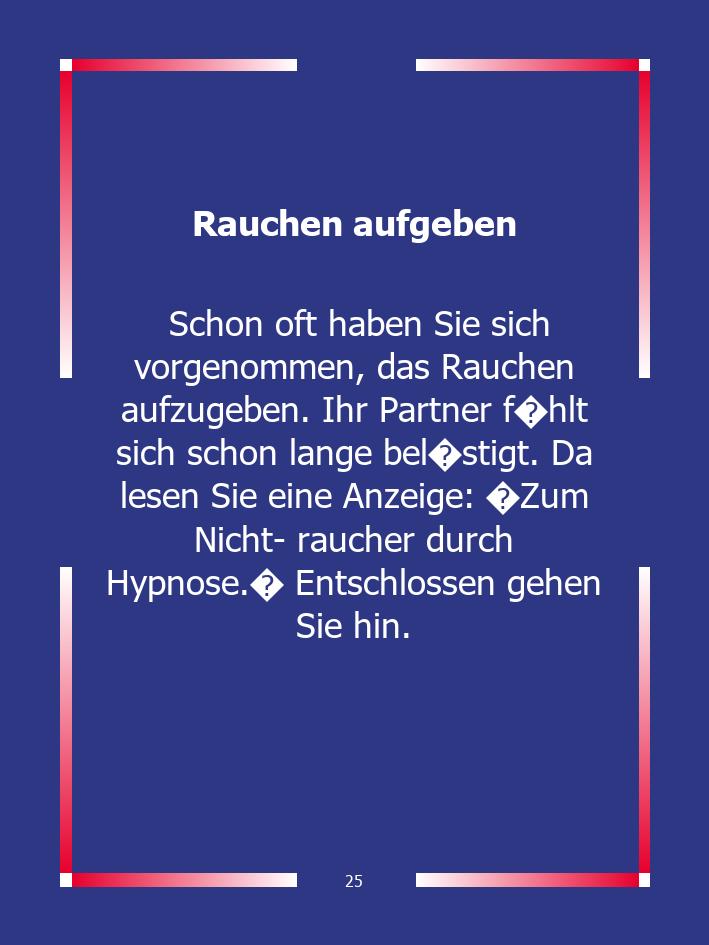 Rauchen aufgeben
Schon oft haben Sie sich
vorgenommen, das Rauchen
aufzugeben. Ihr Partner f�hlt
sich schon lange bel�stigt. Da
lesen Sie eine Anzeige: �Zum
Nicht- raucher durch
Hypnose.� Entschlossen gehen
Sie hin.
25